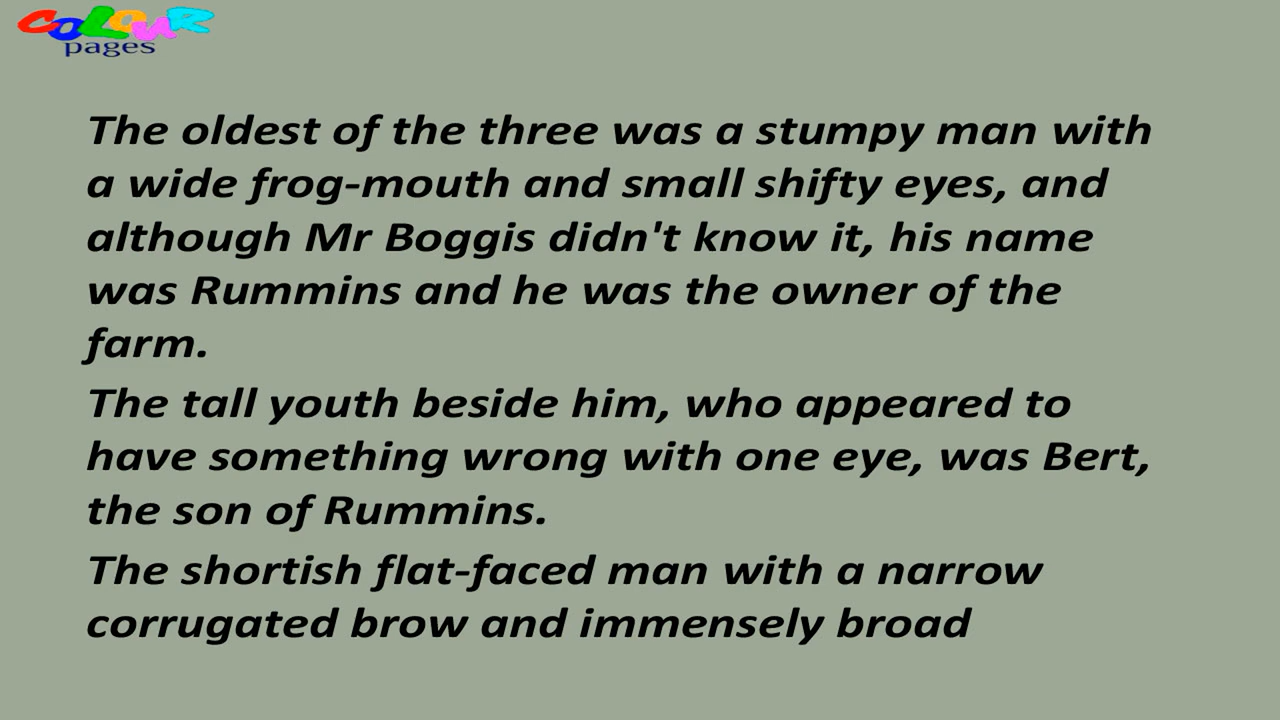 COLOUR
pages
The oldest of the three was a stumpy man with
a wide frog-mouth and small shifty eyes, and
although Mr Boggis didn't know it, his name
was Rummins and he was the owner of the
farm.
The tall youth beside him, who appeared to
have something wrong with one eye, was Bert,
the son of Rummins.
The shortish flat-faced man with a narrow
corrugated brow and immensely broad